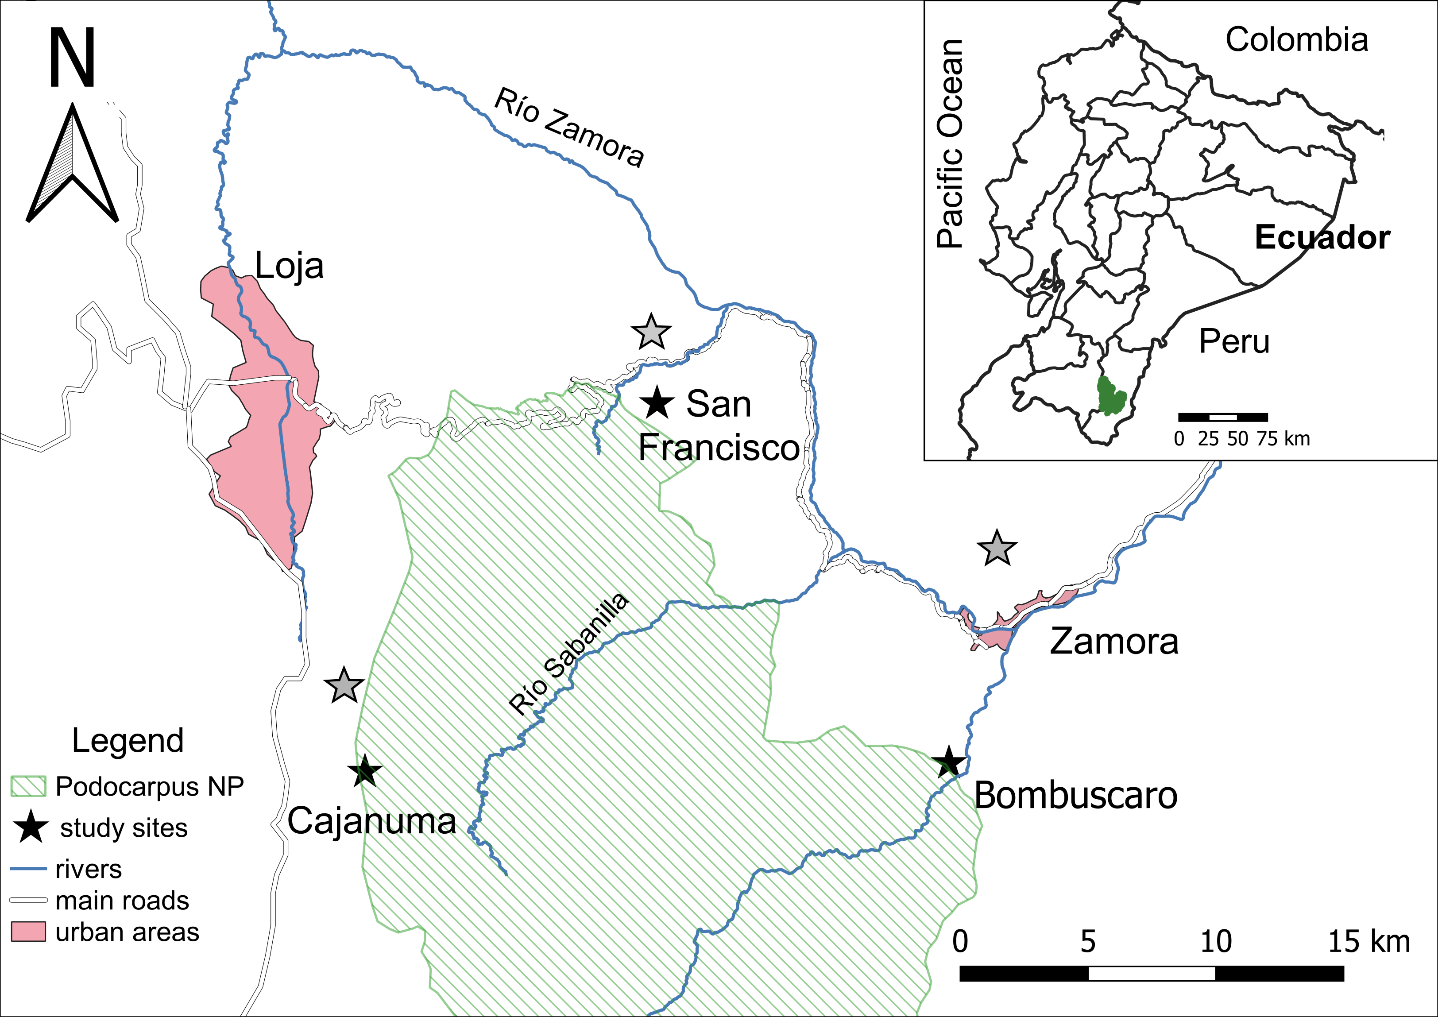 N
Río Zamora
Loja
San
Francisco
Río Sabanilla
Zamora
Cajanuma
Bombuscaro
Legend
Podocarpus NP
study sites
rivers
main roads
urban areas
0 5 10 15 km
Pacific Ocean
Colombia
Ecuador
Peru
0 25 50 75 km